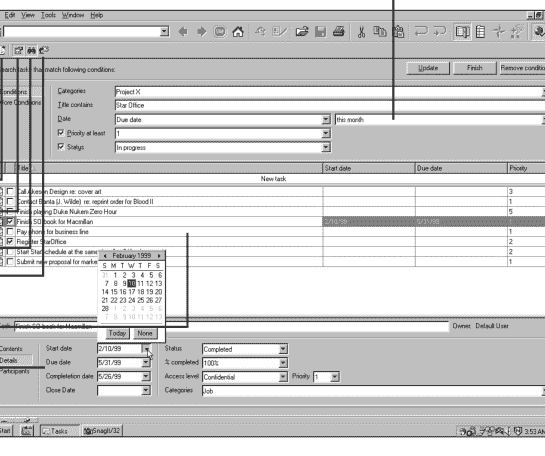 Edit View Tools Window Help
Search tasks that match following conditions:
Update Finish Remove condition
Conditions
More Conditions
Categories Project X
Title contains Star Office
Date Due date this month
Priority at least 1
Status In progress
Title Start date Due date Priority
New task
Call Akeson Design re: cover art 3
Contact Banta (J. Wilde) re: reprint order for Blood II 1
Finish playing Duke Nukem Zero Hour 5
Finish SO book for Macmillan 2/10/99 5/31/99
Pay phone for business line 1
Register StarOffice 2
Start Star schedule at the same 2
Submit new proposal for marke 1
February 1999
S M T W T F S
31 1 2 3 4 5 6
7 8 9 10 11 12 13
14 15 16 17 18 19 20
21 22 23 24 25 26 27
28 1 2 3 4 5 6
7 8 9 10 11 12 13
Today None
Finish SO book for Macmillan Owner: Default User
Contents
Details
Participants
Start date 2/10/99 Status Completed
Due date 5/31/99 % completed 100%
Completetion date 5/26/99 Access level Confidential Priority 1
Close Date Categories Job
Start Tasks SnagIt/32 3:53 AM